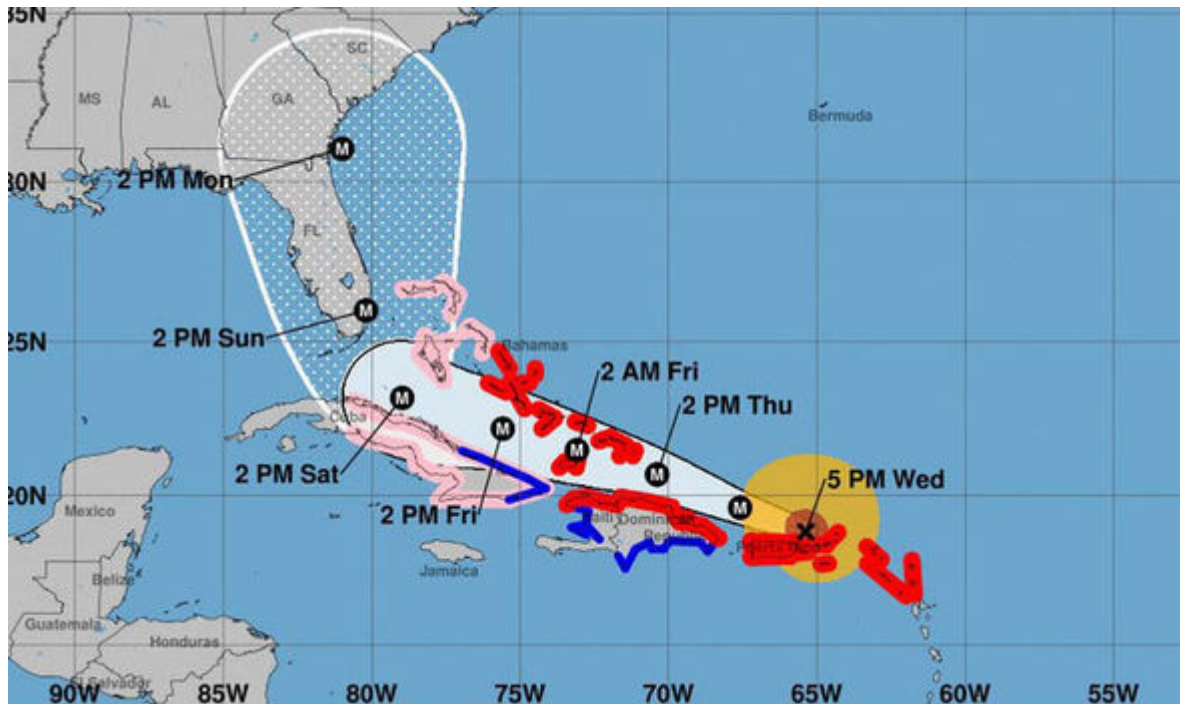 35N
SC
MS
AL
GA
Bermuda
M
2 PM Mon
30N
FL
M
2 PM Sun
25N
Bahamas
2 AM Fri
M
2 PM Thu
Cuba
M
M
M
2 PM Sat
20N
M
5 PM Wed
2 PM Fri
Mexico
Haiti
Dominican
Republic
Puerto Rico
Jamaica
Belize
Guatemala
Honduras
El Salvador
90W
85W
80W
75W
70W
65W
60W
55W